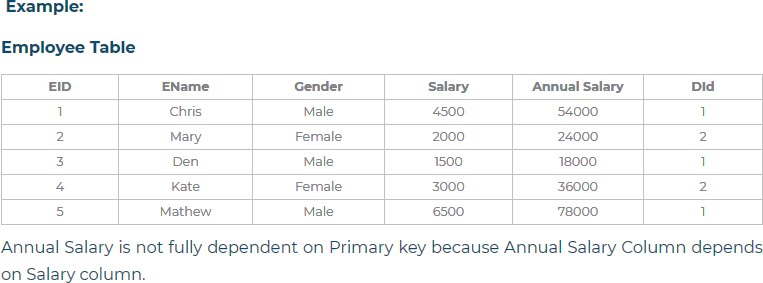 Example:
Employee Table
EID EName Gender Salary Annual Salary DId
1 Chris Male 4500 54000 1
2 Mary Female 2000 24000 2
3 Den Male 1500 18000 1
4 Kate Female 3000 36000 2
5 Mathew Male 6500 78000 1
Annual Salary is not fully dependent on Primary key because Annual Salary Column depends
on Salary column.